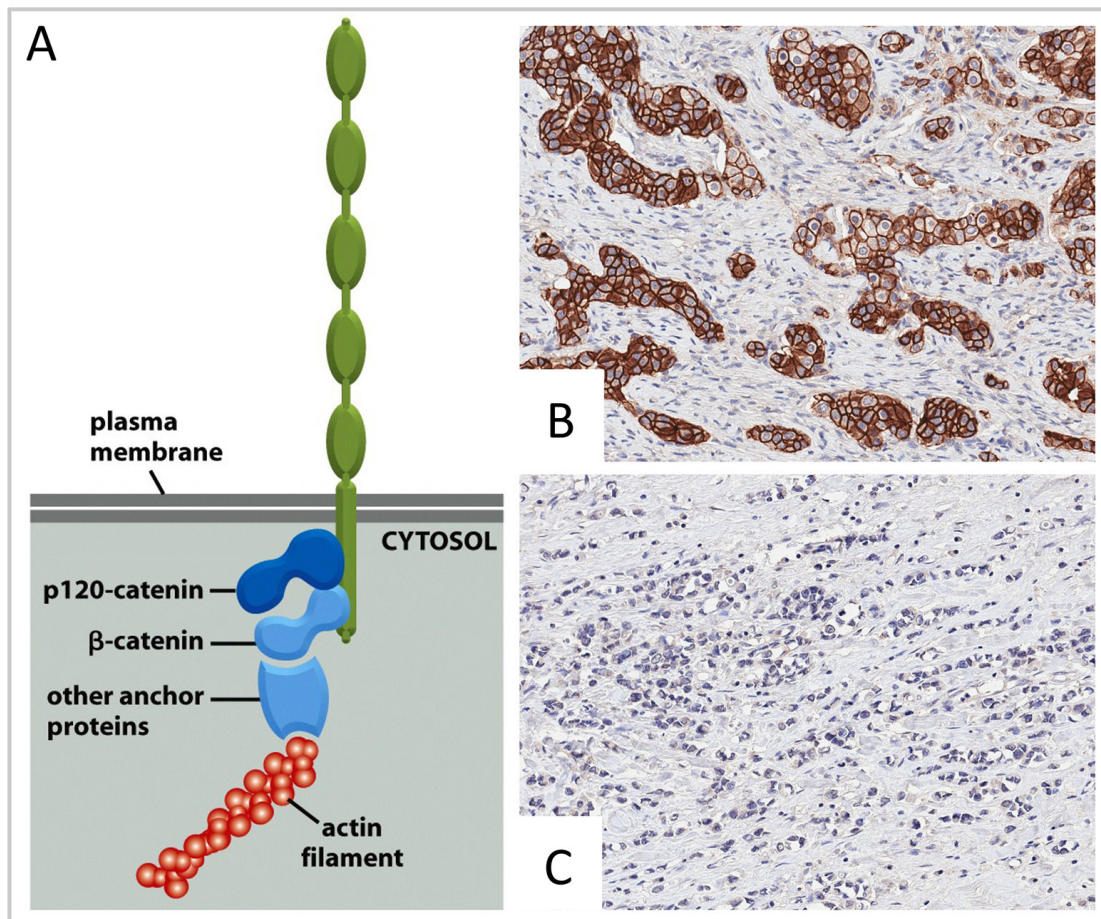 A
plasma
membrane
CYTOSOL
p120-catenin
β-catenin
other anchor
proteins
actin
filament
B
C